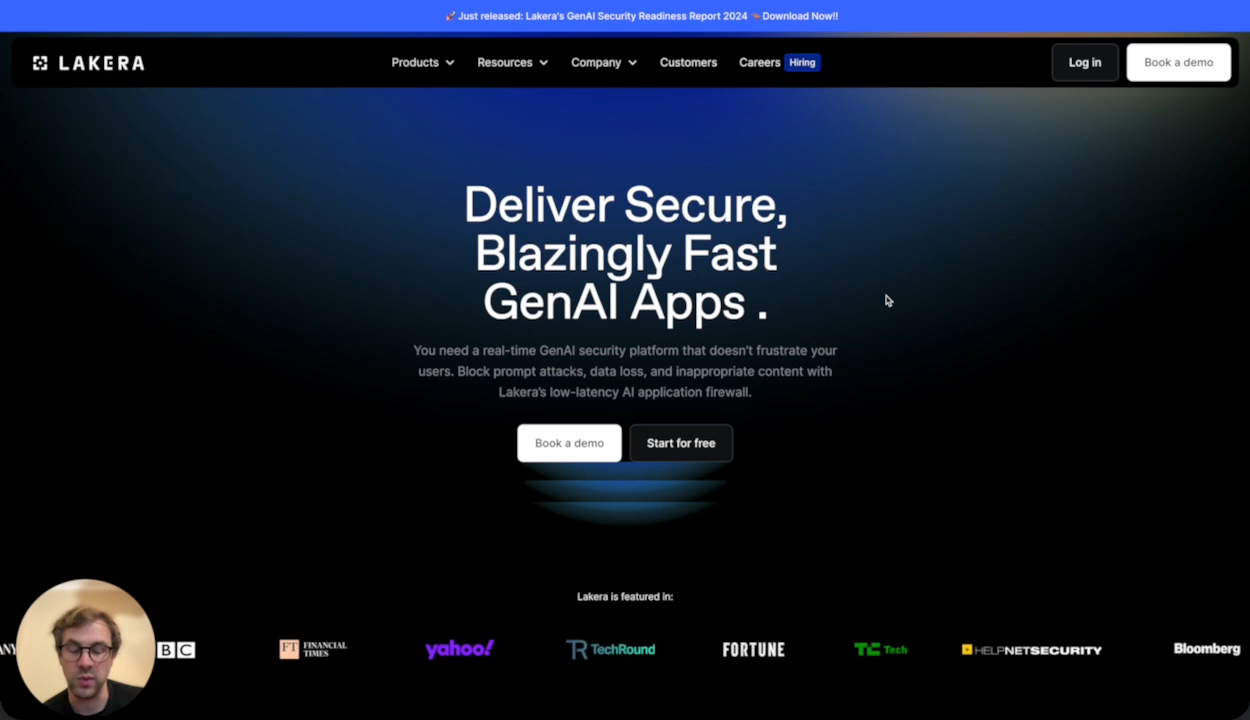 🚀 Just released: Lakera's GenAI Security Readiness Report 2024 Download Now!!
LAKERA
Products
Resources
Company
Customers
Careers
Hiring
Log in
Book a demo
Deliver Secure,
Blazingly Fast
GenAI Apps .
You need a real-time GenAI security platform that doesn't frustrate your
users. Block prompt attacks, data loss, and inappropriate content with
Lakera's low-latency AI application firewall.
Book a demo
Start for free
Lakera is featured in:
BC
FT FINANCIAL
TIMES
yahoo!
TR TechRound
FORTUNE
TC Tech
HELPNETSECURITY
Bloomberg